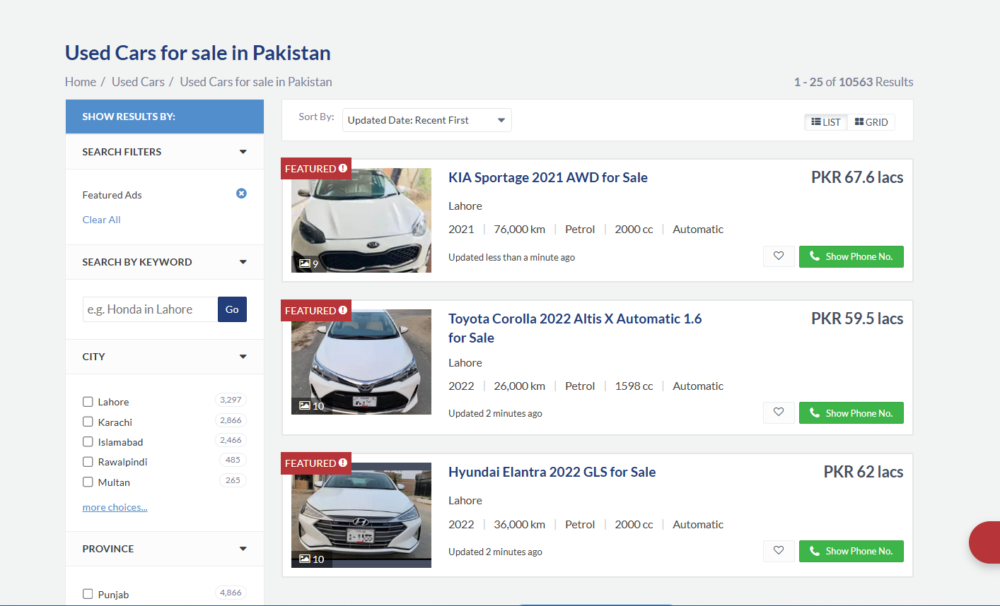 Used Cars for sale in Pakistan
Home / Used Cars / Used Cars for sale in Pakistan
1 - 25 of 10563 Results
SHOW RESULTS BY:
SEARCH FILTERS
Featured Ads
Clear All
SEARCH BY KEYWORD
e.g. Honda in Lahore Go
CITY
Lahore 3,297
Karachi 2,866
Islamabad 2,466
Rawalpindi 485
Multan 265
more choices...
PROVINCE
Punjab 4,866
Sort By: Updated Date: Recent First
LIST GRID
FEATURED
9
KIA Sportage 2021 AWD for Sale
PKR 67.6 lacs
Lahore
2021 | 76,000 km | Petrol | 2000 cc | Automatic
Updated less than a minute ago
Show Phone No.
FEATURED
10
Toyota Corolla 2022 Altis X Automatic 1.6
for Sale
PKR 59.5 lacs
Lahore
2022 | 26,000 km | Petrol | 1598 cc | Automatic
Updated 2 minutes ago
Show Phone No.
FEATURED
10
Hyundai Elantra 2022 GLS for Sale
PKR 62 lacs
Lahore
2022 | 36,000 km | Petrol | 2000 cc | Automatic
Updated 2 minutes ago
Show Phone No.